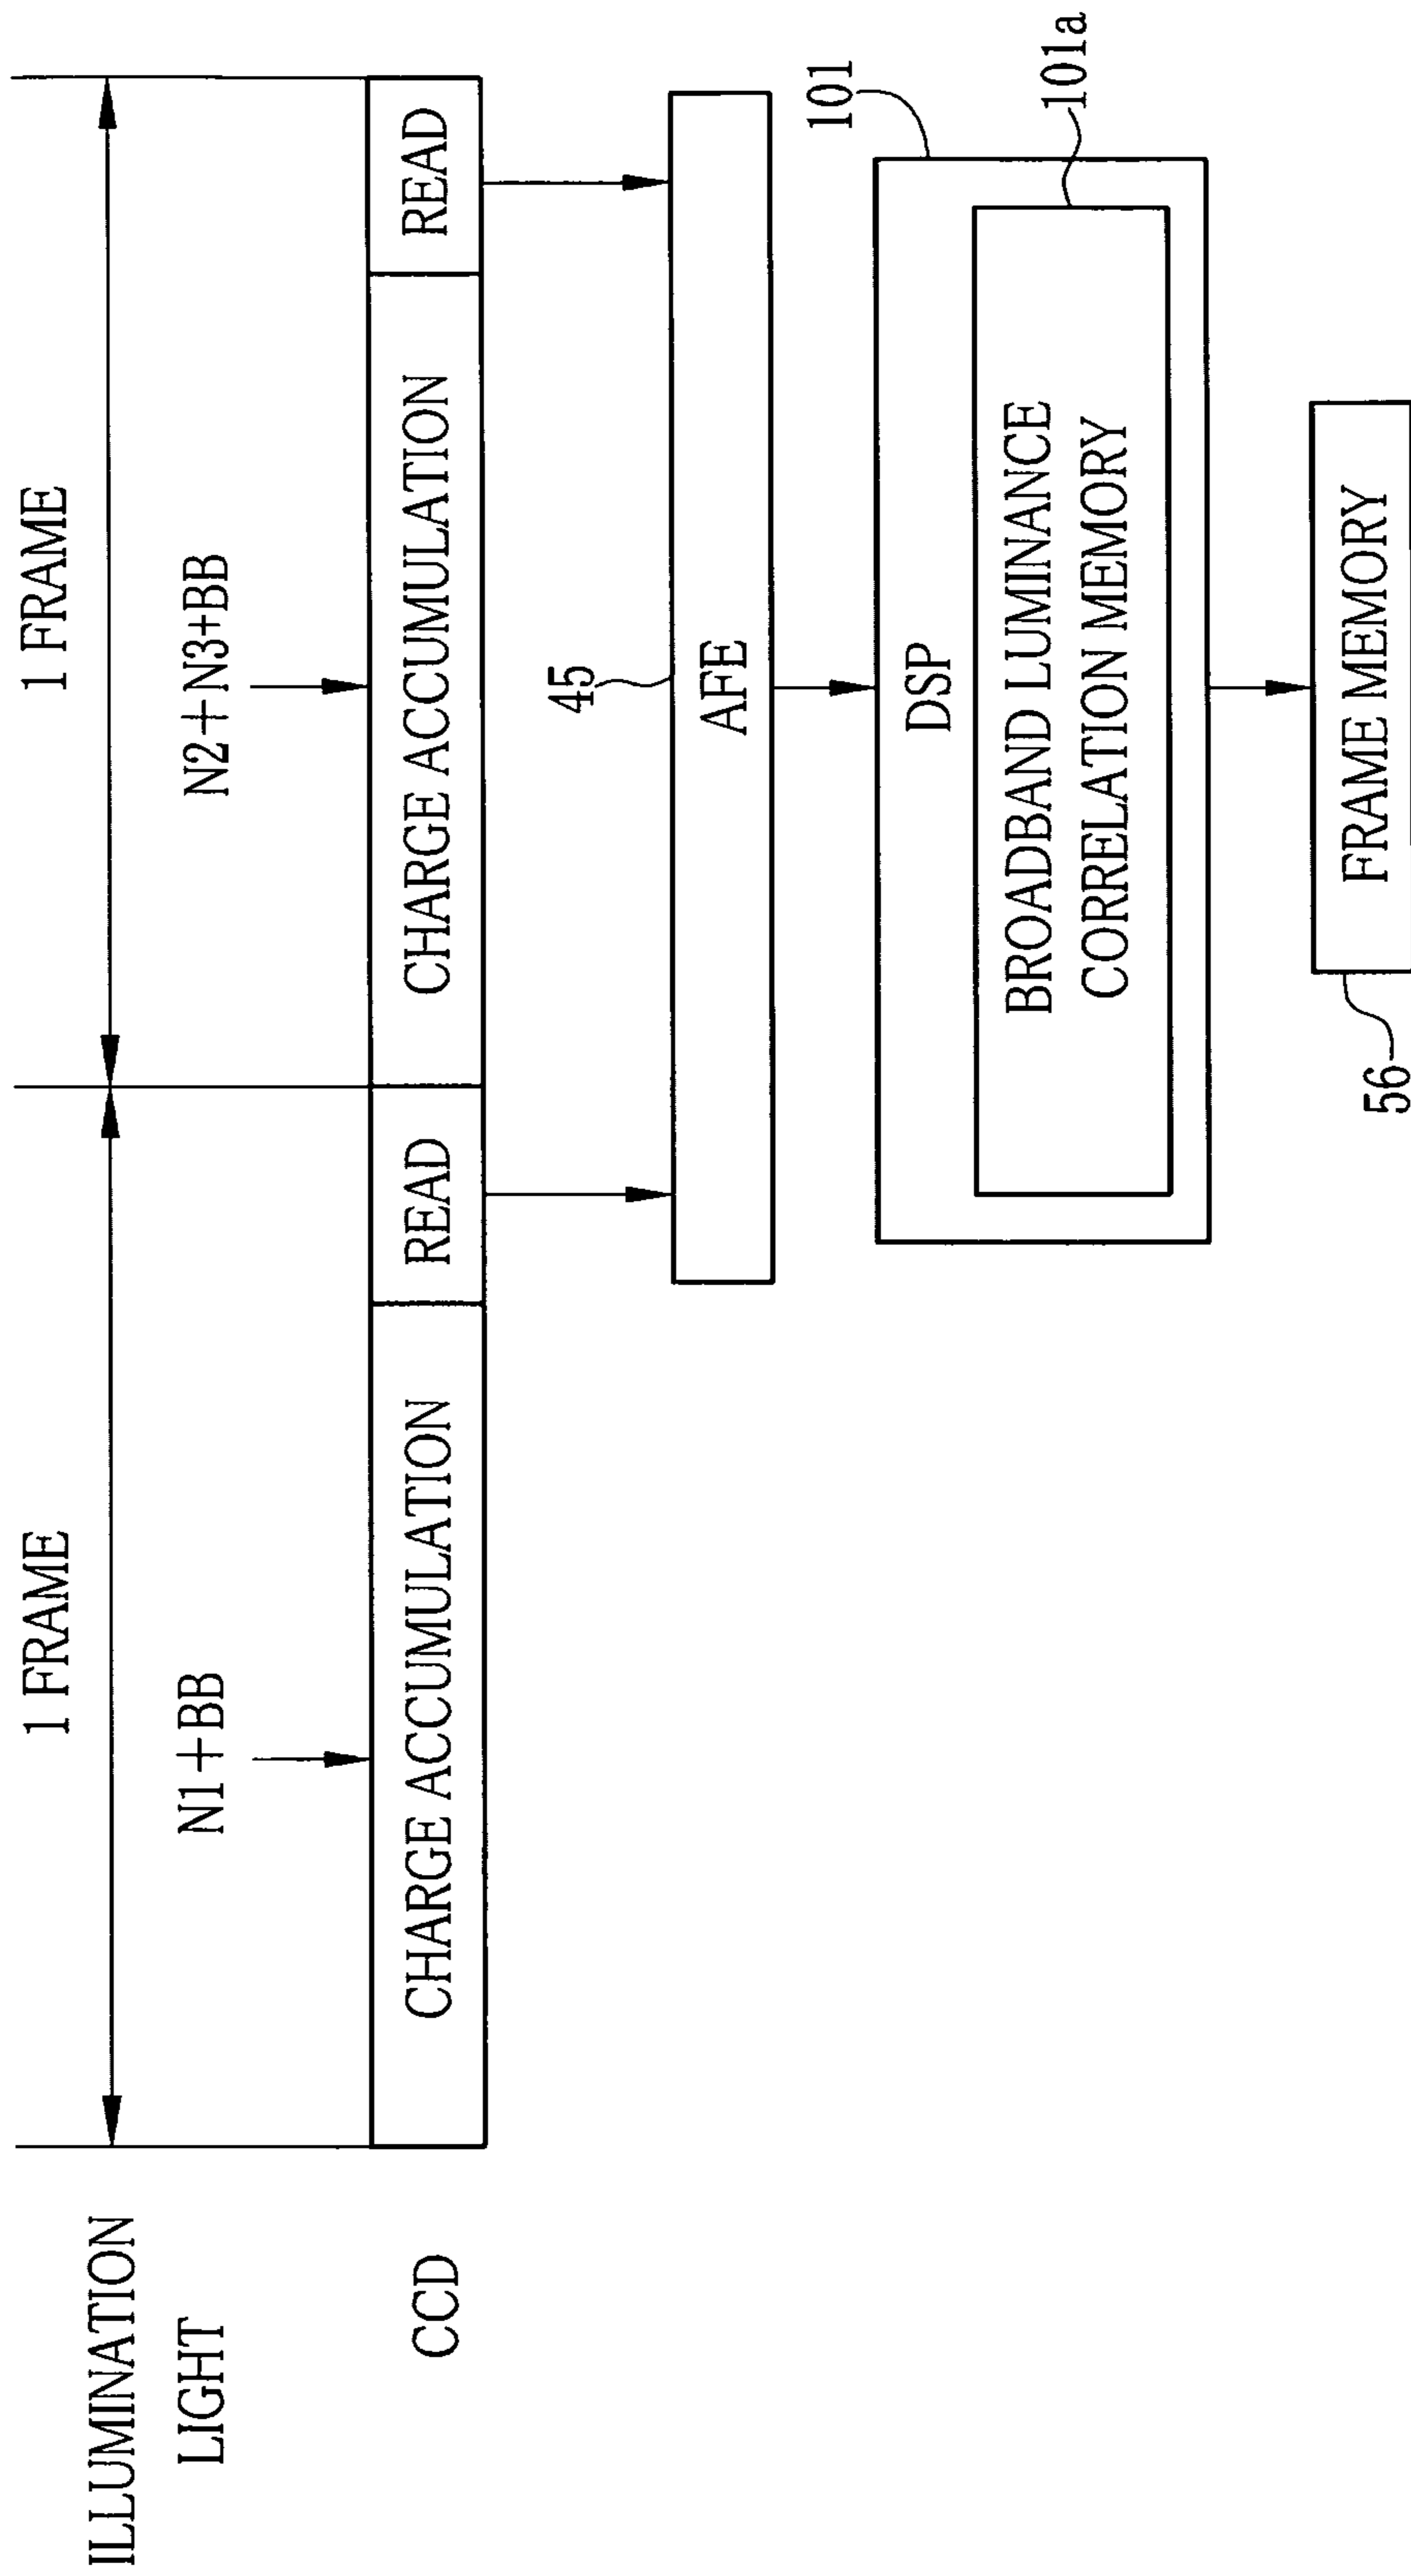 1 FRAME
1 FRAME
ILLUMINATION
LIGHT
N1+BB
N2+N3+BB
CCD
CHARGE ACCUMULATION
READ
CHARGE ACCUMULATION
READ
45
AFE
101
DSP
101a
BROADBAND LUMINANCE
CORRELATION MEMORY
56
FRAME MEMORY